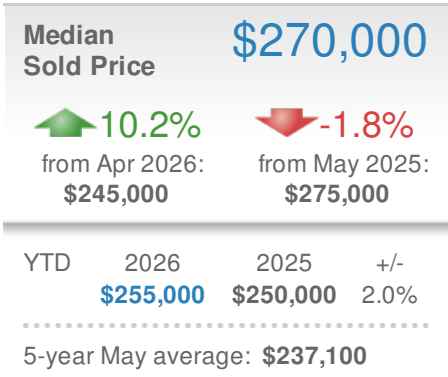 Median $270,000
Sold Price
10.2% -1.8%
from Apr 2026: from May 2025:
$245,000 $275,000
YTD 2026 2025 +/-
$255,000 $250,000 2.0%
5-year May average: $237,100